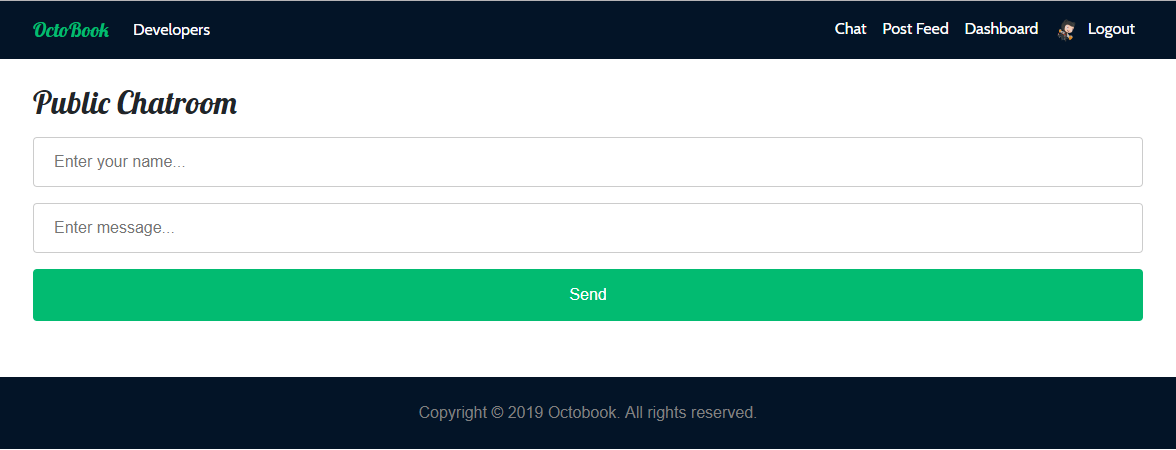 OctoBook Developers Chat Post Feed Dashboard Logout
Public Chatroom
Enter your name...
Enter message...
Send
Copyright © 2019 Octobook. All rights reserved.